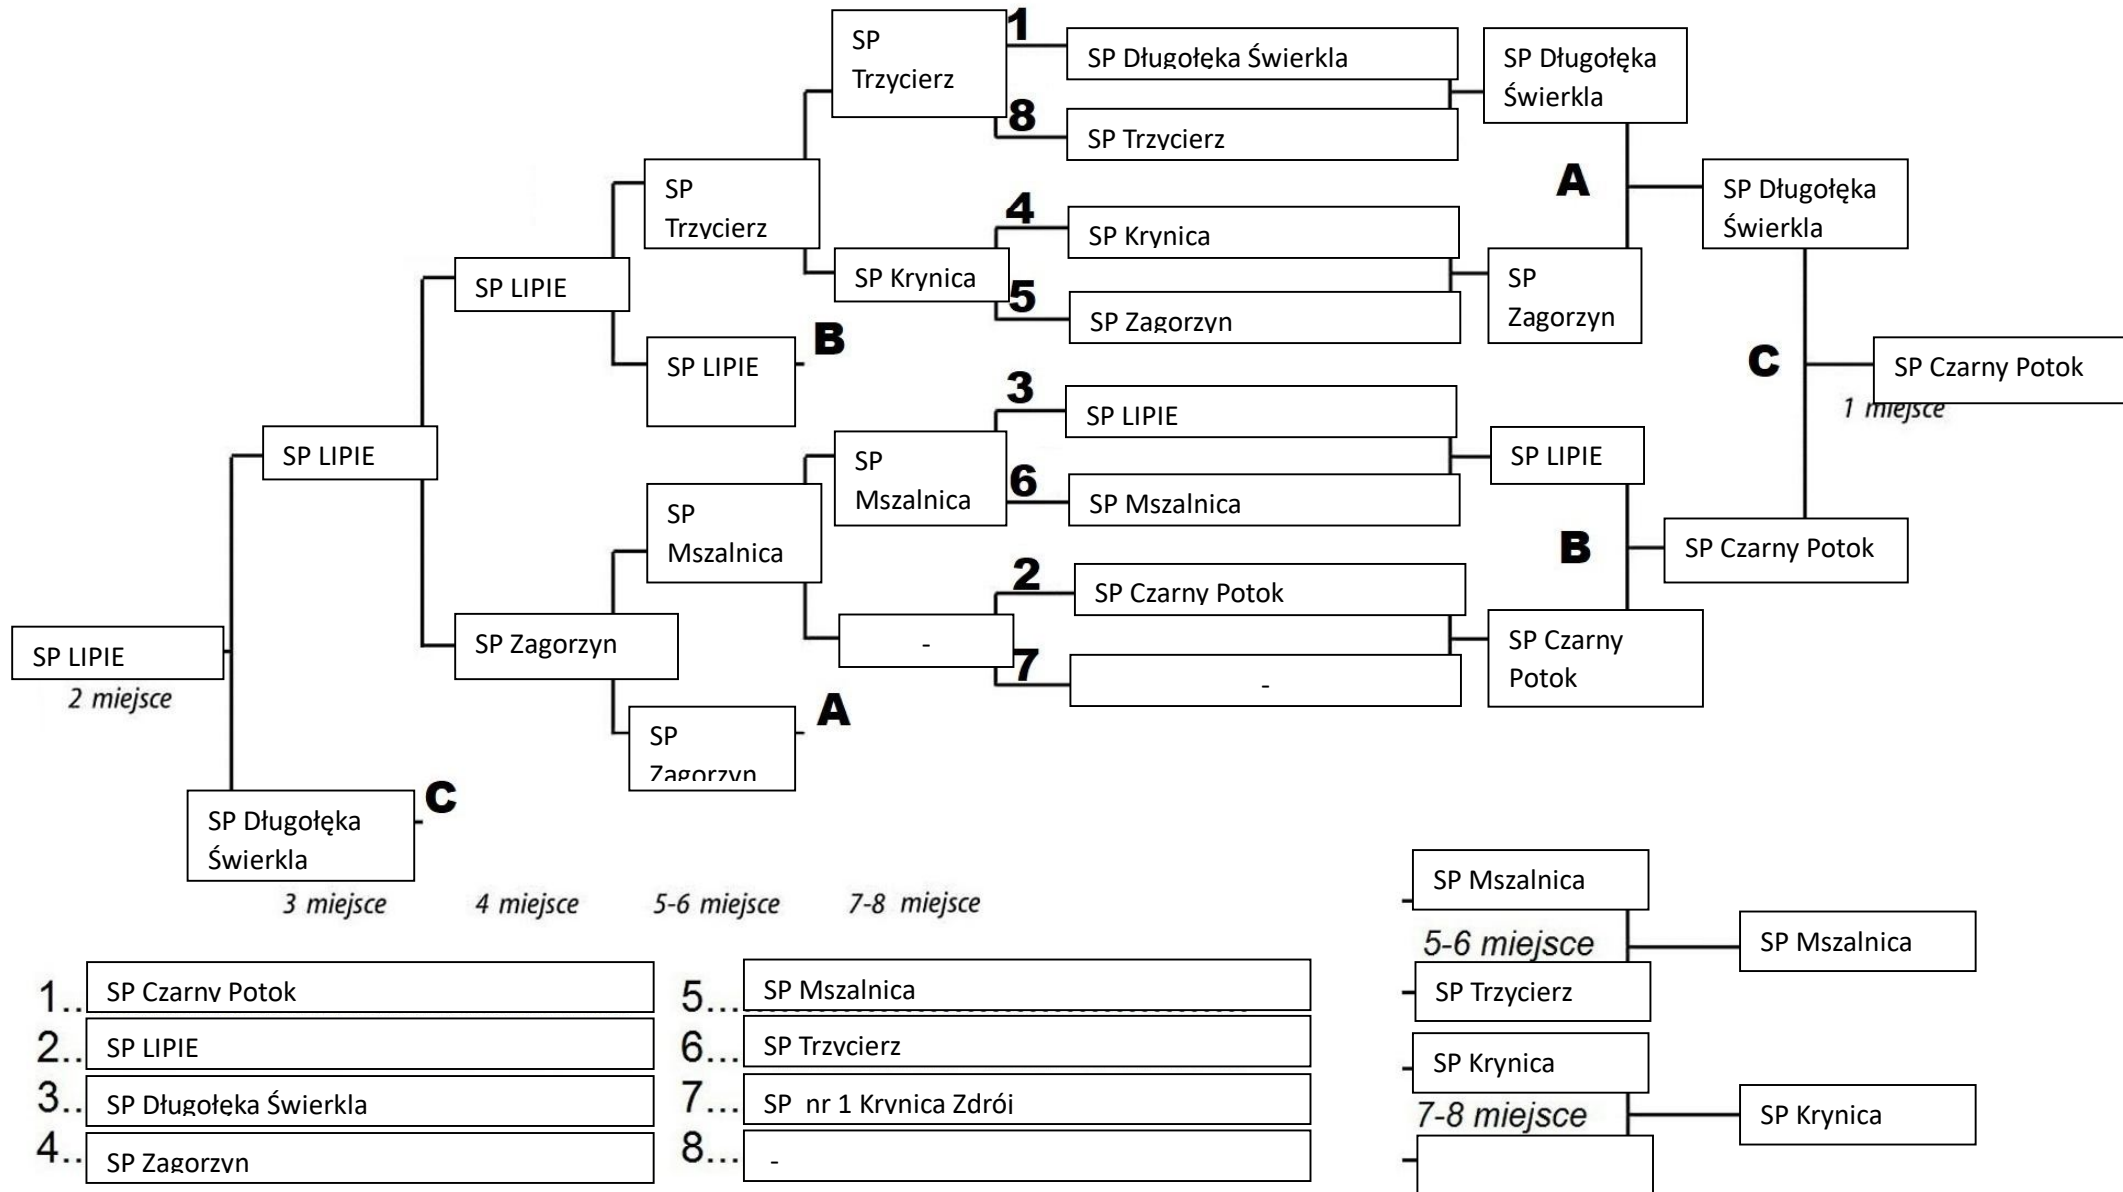 SP
Trzycierz
1
SP Długołęka Świerkla
SP Długołęka
Świerkla
8
SP Trzycierz
SP
Trzycierz
A
SP Długołęka
Świerkla
4
SP Krynica
SP LIPIE
SP Krynica
5
SP Zagorzyn
SP
Zagorzyn
SP LIPIE
B
C
SP Czarny Potok
1 miejsce
3
SP LIPIE
SP LIPIE
SP
Mszalnica
SP LIPIE
6
SP Mszalnica
SP
Mszalnica
B
SP Czarny Potok
2
SP Czarny Potok
SP LIPIE
2 miejsce
SP Zagorzyn
-
7
-
SP Czarny
Potok
SP
Zagorzyn
A
SP Długołęka
Świerkla
C
3 miejsce 4 miejsce 5-6 miejsce 7-8 miejsce
1.. SP Czarny Potok
2.. SP LIPIE
3.. SP Długołęka Świerkla
4.. SP Zagorzyn
5... SP Mszalnica
6... SP Trzycierz
7... SP nr 1 Krynica Zdrój
8... -
SP Mszalnica
5-6 miejsce
SP Mszalnica
SP Trzycierz
SP Krynica
7-8 miejsce
SP Krynica